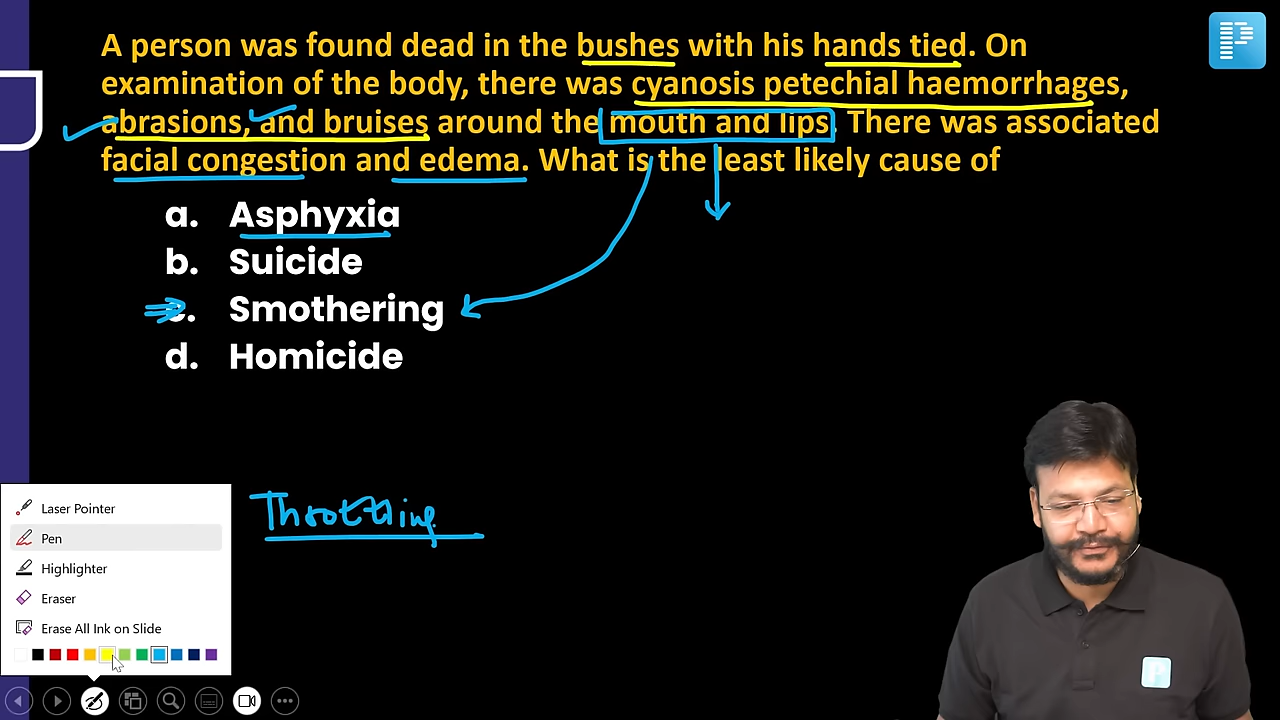 A person was found dead in the bushes with his hands tied. On
examination of the body, there was cyanosis petechial haemorrhages,
abrasions, and bruises around the mouth and lips. There was associated
facial congestion and edema. What is the least likely cause of
a. Asphyxia
b. Suicide
c. Smothering
d. Homicide
Throttling
Laser Pointer
Pen
Highlighter
Eraser
Erase All Ink on Slide